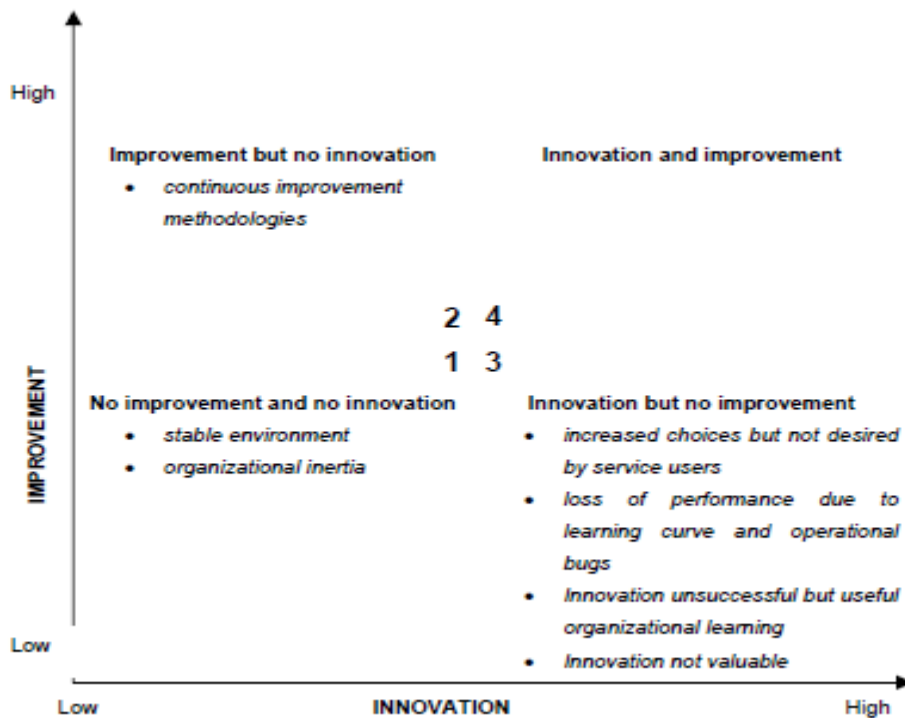 High
Improvement but no innovation
• continuous improvement
methodologies
Innovation and improvement
2 4
1 3
IMPROVEMENT
No improvement and no innovation
• stable environment
• organizational inertia
Innovation but no improvement
• increased choices but not desired
by service users
• loss of performance due to
learning curve and operational
bugs
• Innovation unsuccessful but useful
organizational learning
• Innovation not valuable
Low
Low
INNOVATION
High